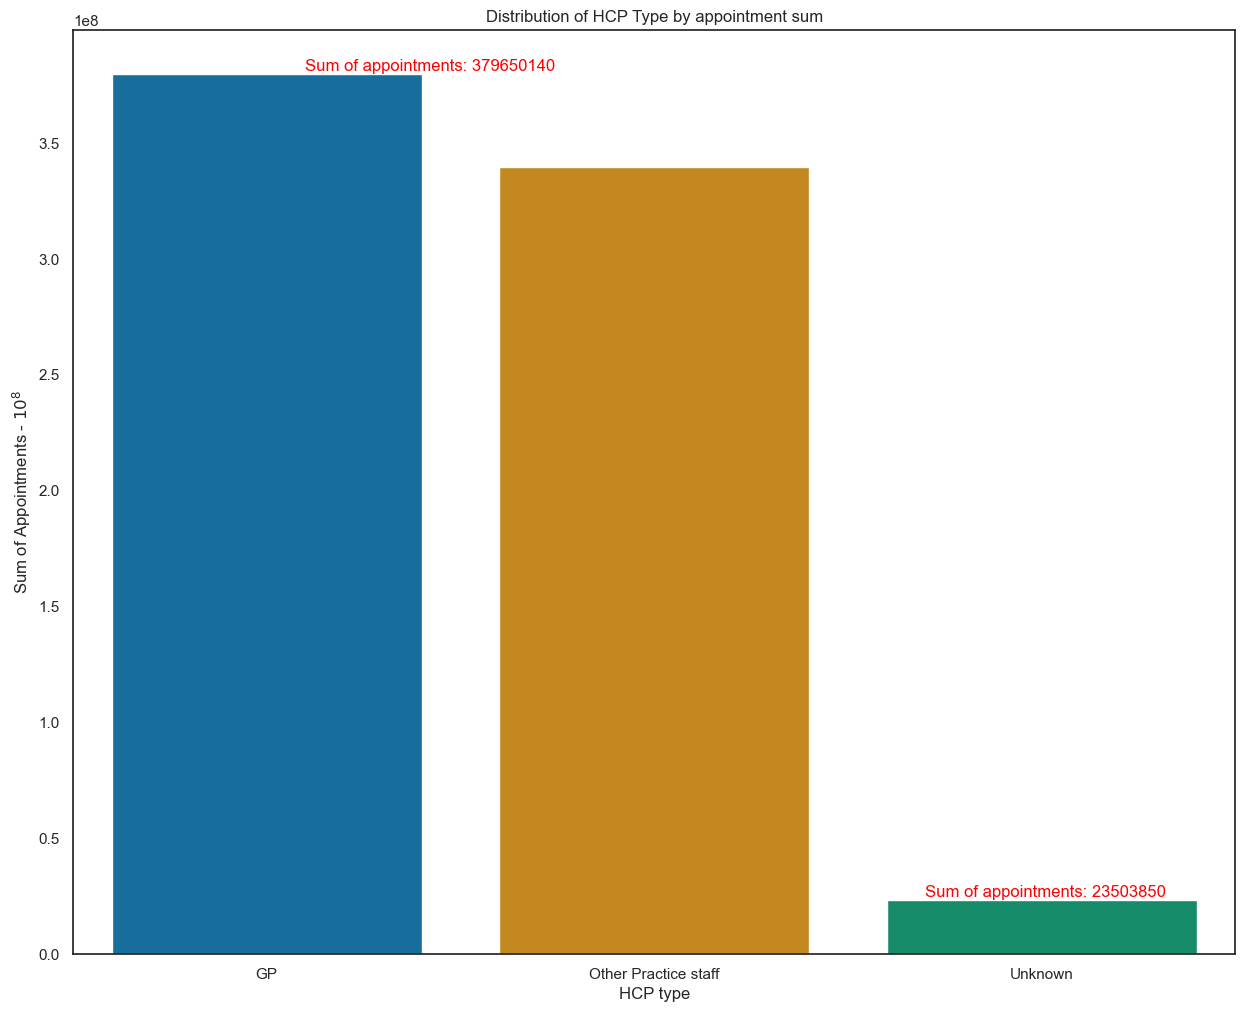 Distribution of HCP Type by appointment sum
1e8
Sum of appointments: 379650140
3.5
3.0
2.5
2.0
1.5
1.0
0.5
0.0
Sum of Appointments - 10⁸
Sum of appointments: 23503850
GP Other Practice staff Unknown
HCP type